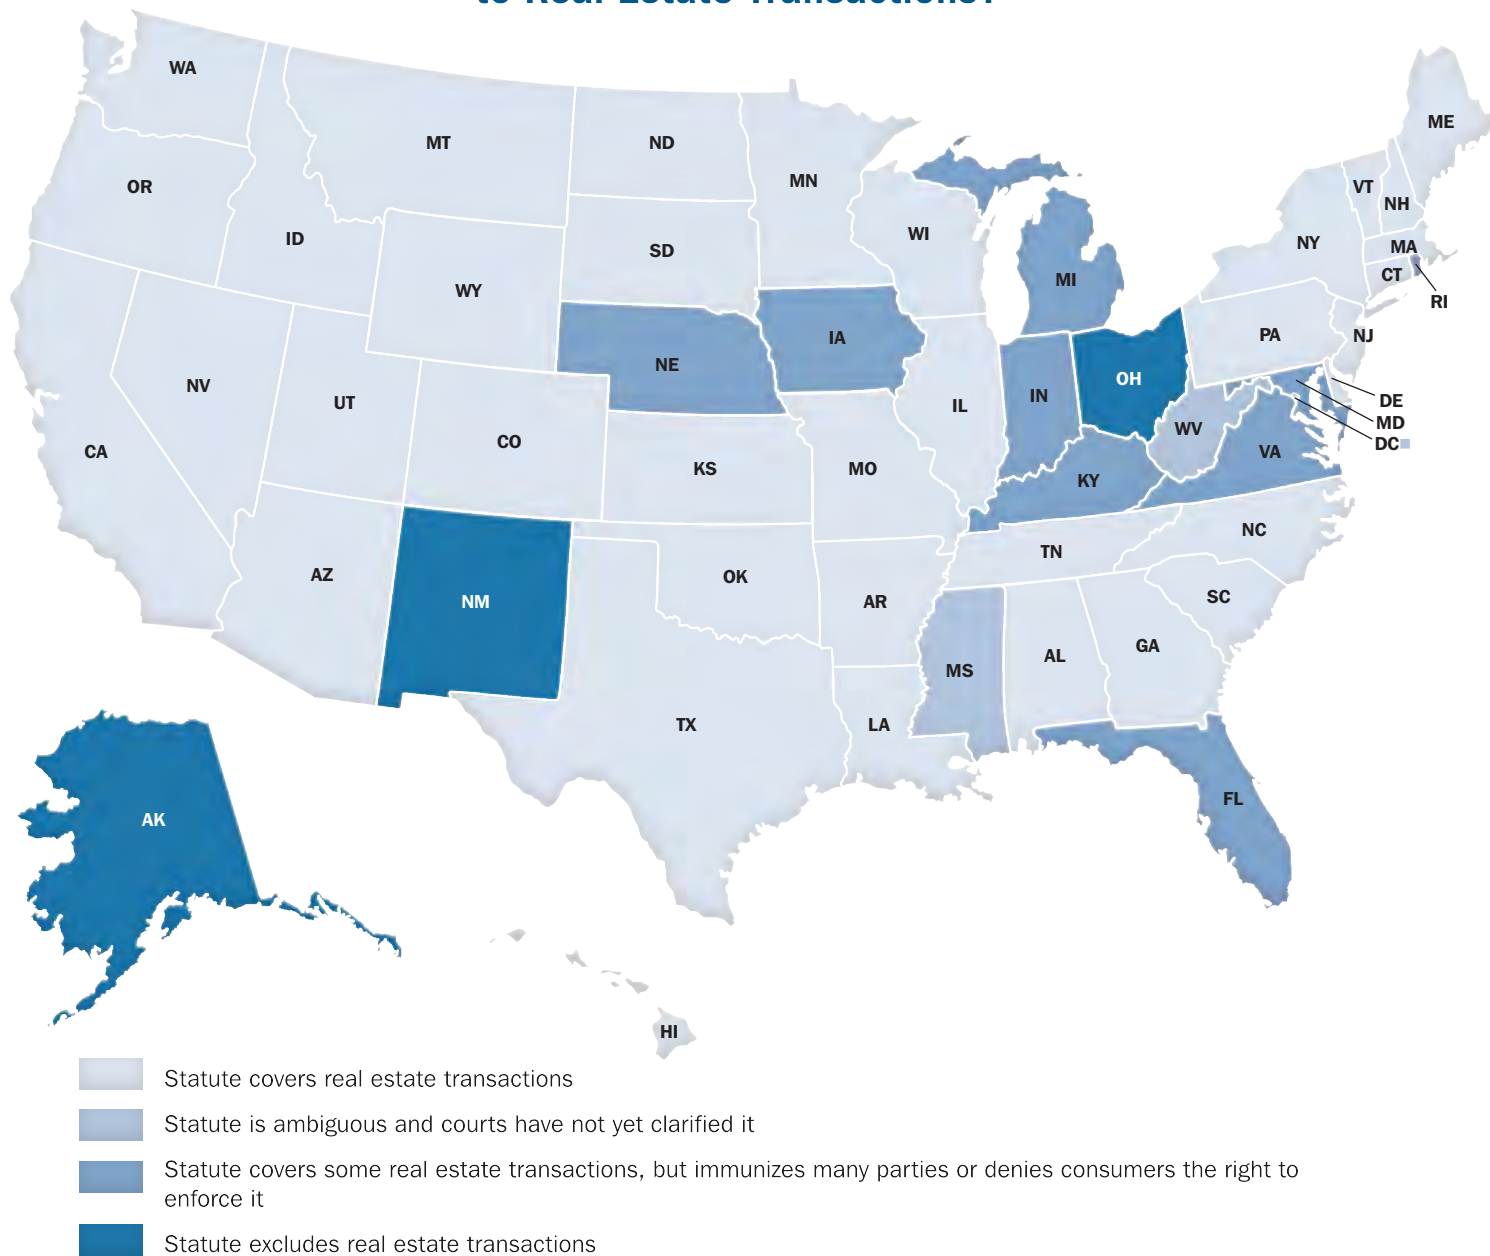 to Real Estate Transactions?
WA
MT
ND
MN
ME
OR
ID
SD
WI
MI
VT
NH
NY
MA
CT
RI
WY
NE
IA
PA
NJ
NV
UT
CO
IL
IN
OH
DE
MD
DC
WV
VA
CA
KS
MO
KY
NC
AZ
NM
OK
AR
TN
SC
MS
AL
GA
TX
LA
FL
AK
HI
Statute covers real estate transactions
Statute is ambiguous and courts have not yet clarified it
Statute covers some real estate transactions, but immunizes many parties or denies consumers the right to
enforce it
Statute excludes real estate transactions